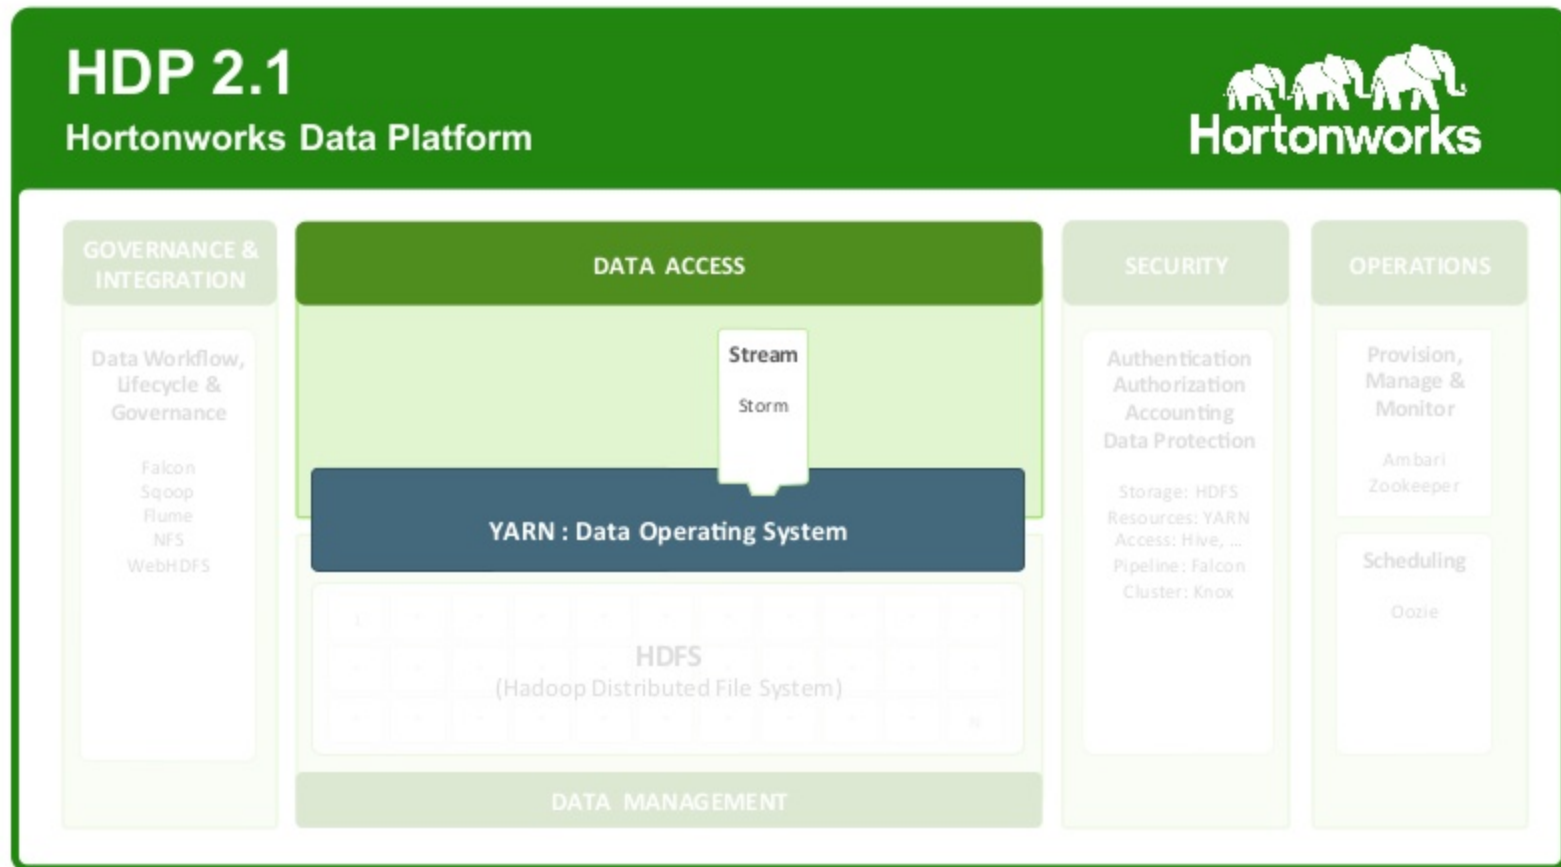 HDP 2.1
Hortonworks Data Platform
Hortonworks
GOVERNANCE &
INTEGRATION
Data Workflow,
Lifecycle &
Governance
Falcon
Sqoop
Flume
NFS
WebHDFS
DATA ACCESS
Stream
Storm
YARN : Data Operating System
HDFS
(Hadoop Distributed File System)
DATA MANAGEMENT
SECURITY
Authentication
Authorization
Accounting
Data Protection
Storage: HDFS
Resources: YARN
Access: Hive, ...
Pipeline: Falcon
Cluster: Knox
OPERATIONS
Provision,
Manage &
Monitor
Ambari
Zookeeper
Scheduling
Oozie